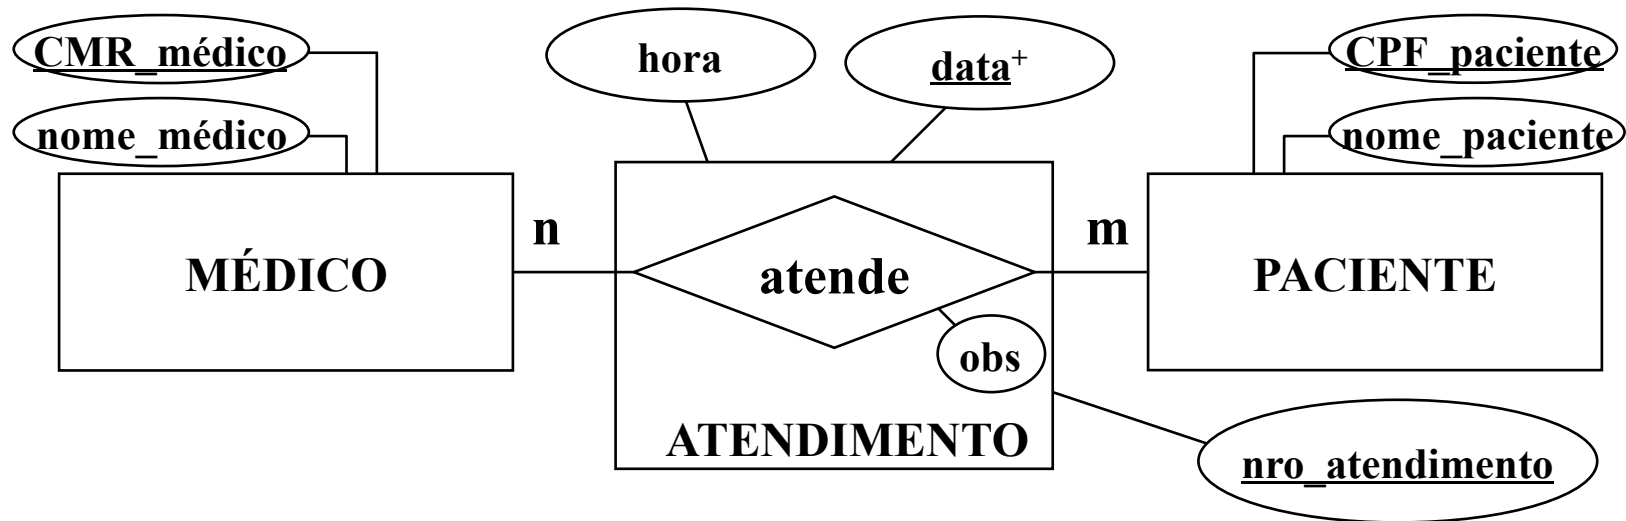 CMR_médico
hora
data+
CPF_paciente
nome_médico
nome_paciente
n
m
MÉDICO
atende
PACIENTE
obs
ATENDIMENTO
nro_atendimento